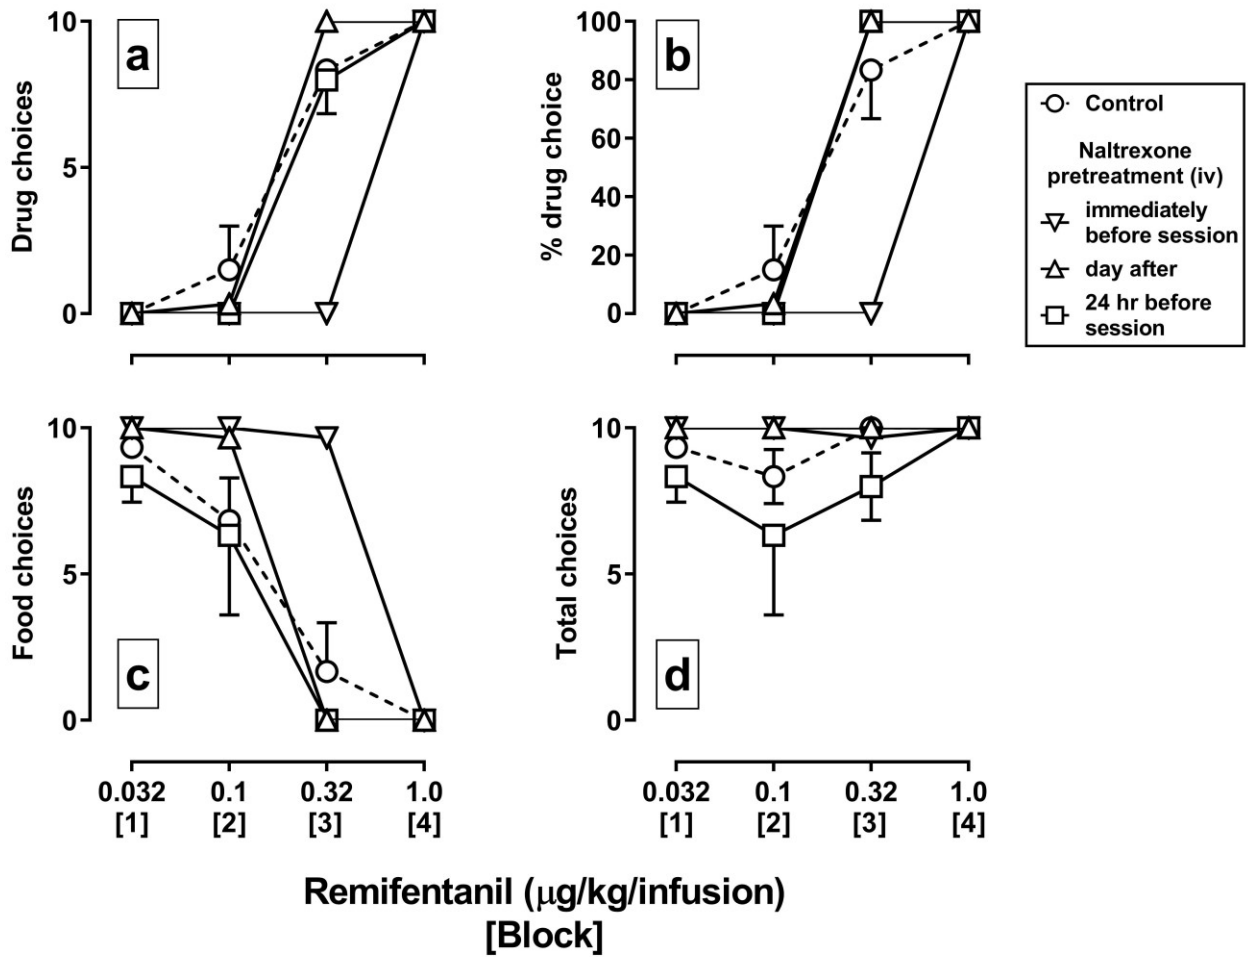 a
Drug choices
10
5
0
b
% drug choice
100
80
60
40
20
0
Control
Naltrexone
pretreatment (iv)
immediately
before session
day after
24 hr before
session
c
Food choices
10
5
0
0.032 0.1 0.32 1.0
[1] [2] [3] [4]
d
Total choices
10
5
0
0.032 0.1 0.32 1.0
[1] [2] [3] [4]
Remifentanil (μg/kg/infusion)
[Block]